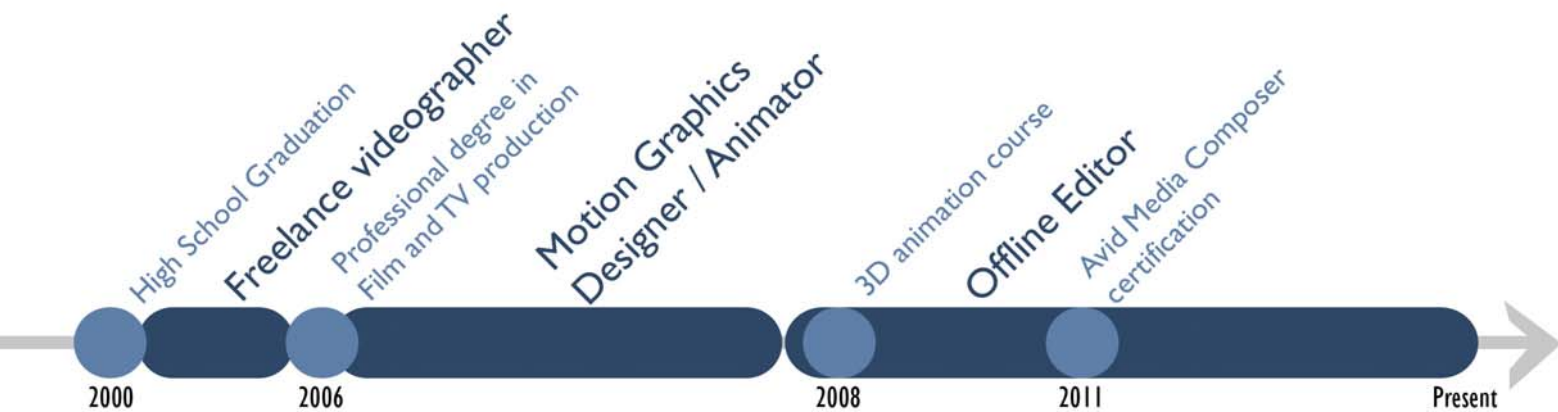 High School Graduation
Freelance videographer
Professional degree in
Film and TV production
Motion Graphics
Designer / Animator
3D animation course
Offline Editor
Avid Media Composer
certification
2000
2006
2008
2011
Present